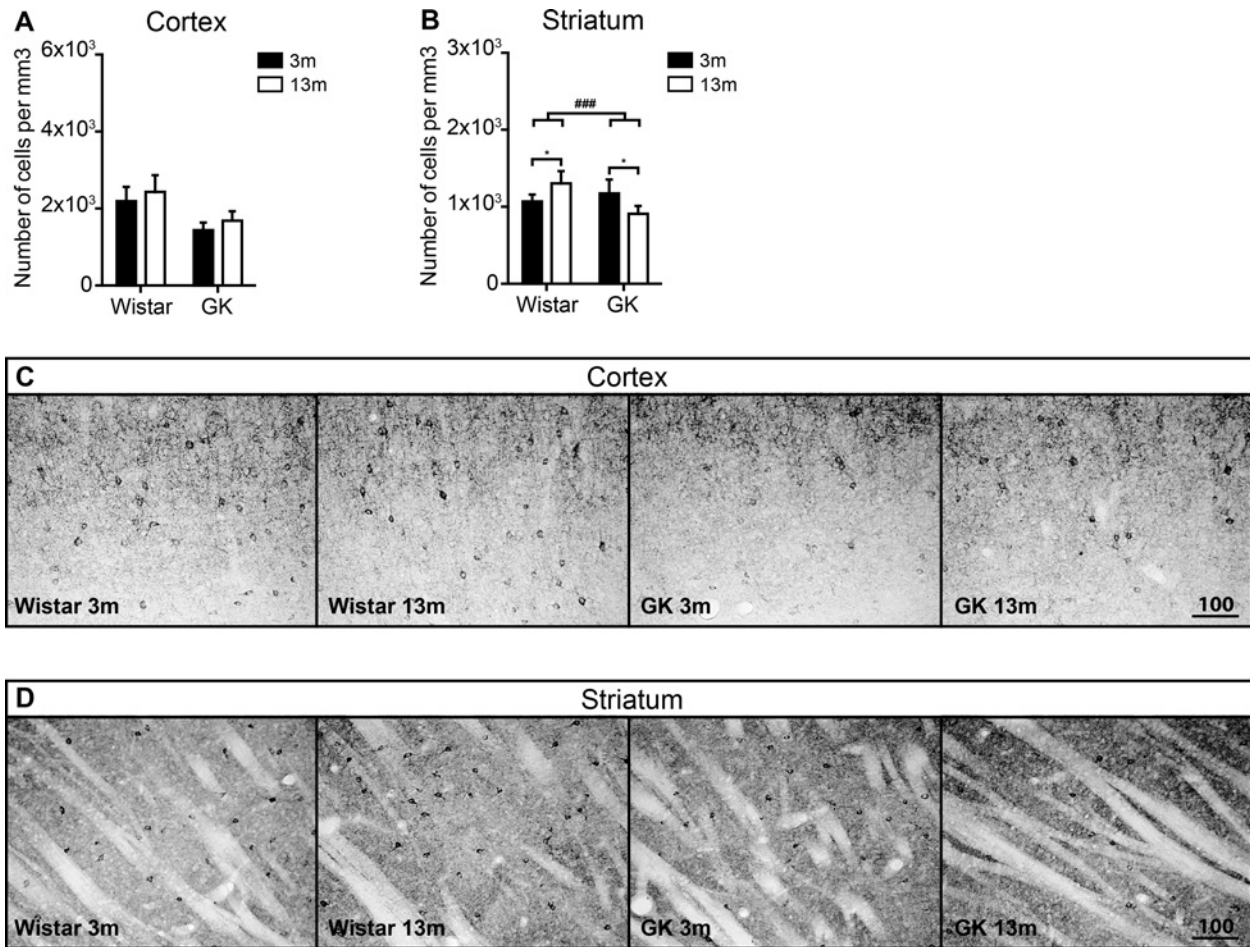 A
Cortex
Number of cells per mm3
6x10³
4x10³
2x10³
0
Wistar
GK
3m
13m
B
Striatum
Number of cells per mm3
3x10³
2x10³
1x10³
0
###
*
*
Wistar
GK
3m
13m
C
Cortex
Wistar 3m
Wistar 13m
GK 3m
GK 13m
100
D
Striatum
Wistar 3m
Wistar 13m
GK 3m
GK 13m
100